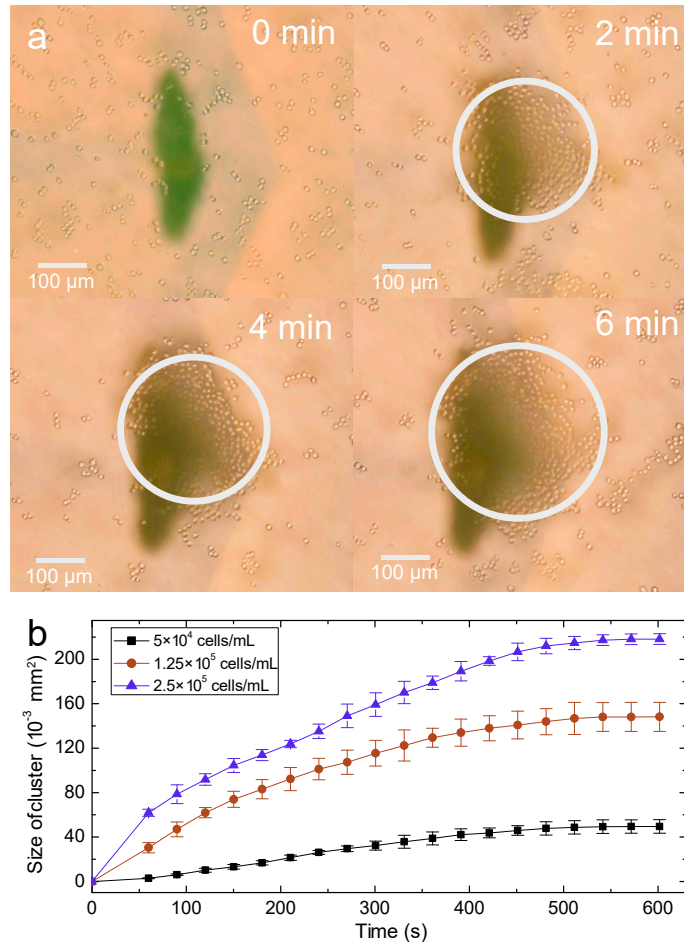 a
0 min
2 min
100 µm
100 µm
4 min
6 min
100 µm
100 µm
b
5×10⁴ cells/mL
1.25×10⁵ cells/mL
2.5×10⁵ cells/mL
Size of cluster (10⁻³ mm²)
200
160
120
80
40
0
0
100
200
300
400
500
600
Time (s)